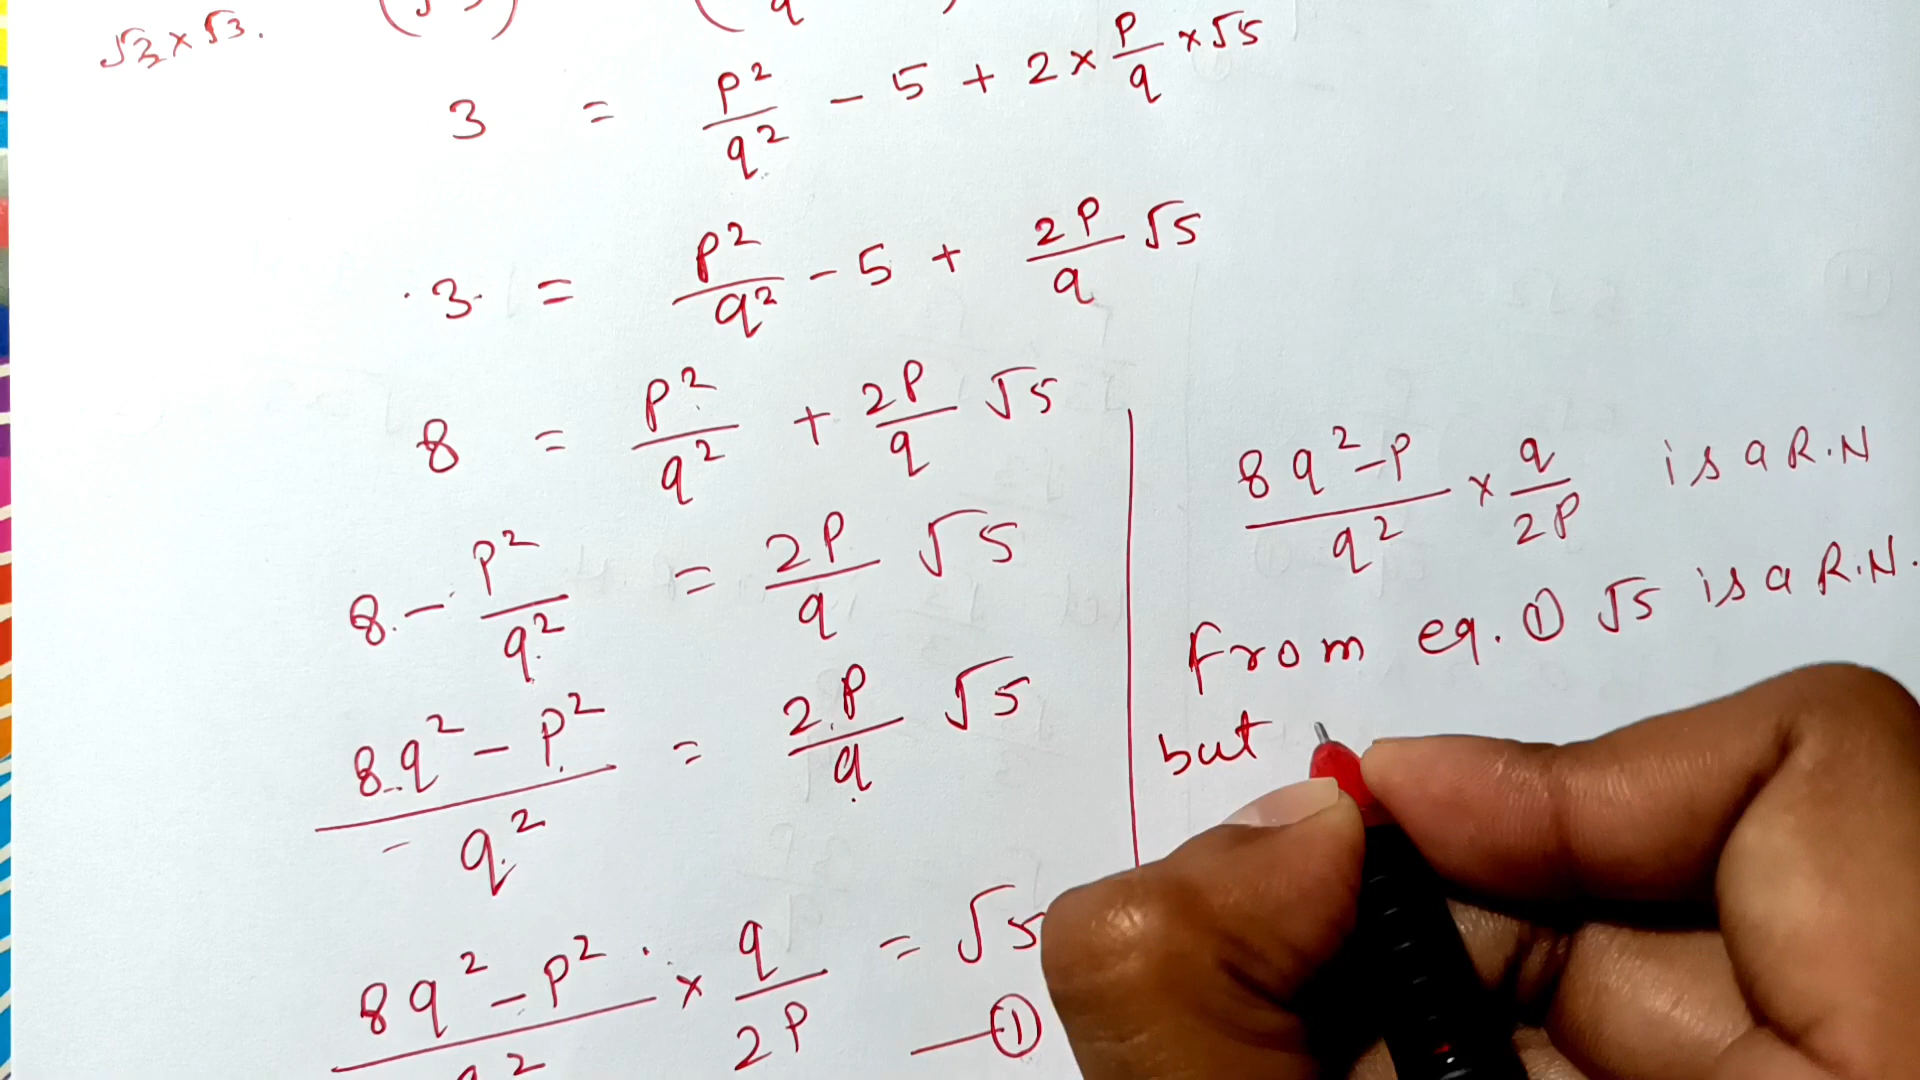 √3 × √3.
3 = p²/q² - 5 + 2 × p/q × √5
3 = p²/q² - 5 + 2p/q √5
8 = p²/q² + 2p/q √5
8 - p²/q² = 2p/q √5
8q² - p²/q² = 2p/q √5
8q² - p²/q² × q/2p = √5
—①
8q² - p/q² × q/2p is a R.N
From eq. ① √5 is a R.N.
but